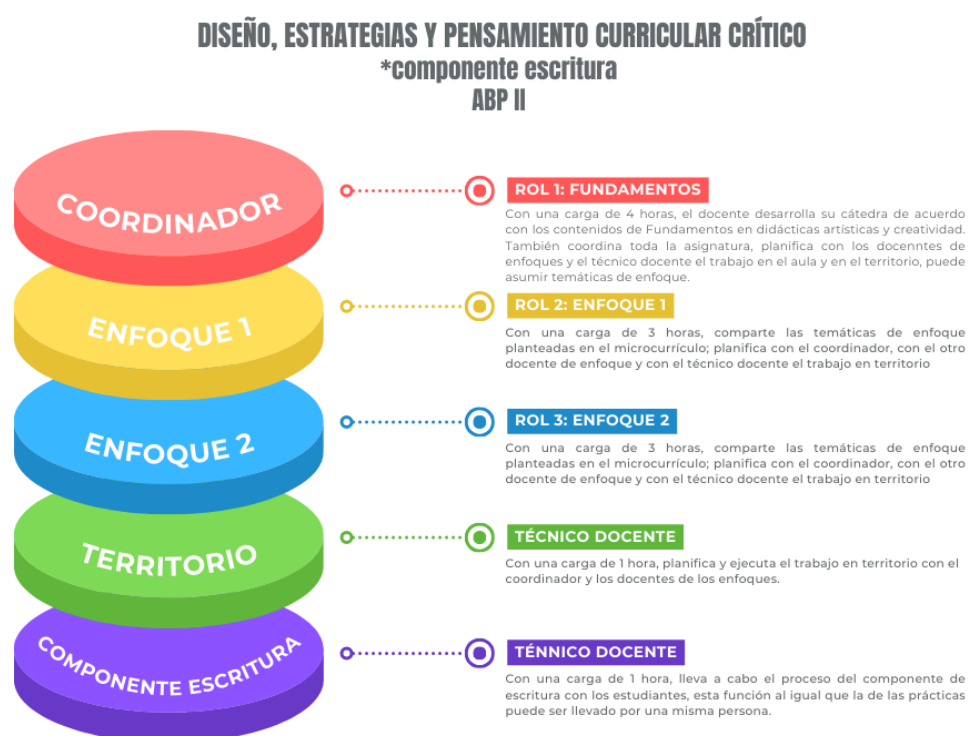 DISEÑO, ESTRATEGIAS Y PENSAMIENTO CURRICULAR CRÍTICO
*componente escritura
ABP II
COORDINADOR
ROL 1: FUNDAMENTOS
Con una carga de 4 horas, el docente desarrolla su cátedra de acuerdo
con los contenidos de Fundamentos en didácticas artísticas y creatividad.
También coordina toda la asignatura, planifica con los docenntes de
enfoques y el técnico docente el trabajo en el aula y en el territorio, puede
asumir temáticas de enfoque.
ENFOQUE 1
ROL 2: ENFOQUE 1
Con una carga de 3 horas, comparte las temáticas de enfoque
planteadas en el microcurrículo; planifica con el coordinador, con el otro
docente de enfoque y con el técnico docente el trabajo en territorio
ENFOQUE 2
ROL 3: ENFOQUE 2
Con una carga de 3 horas, comparte las temáticas de enfoque
planteadas en el microcurrículo; planifica con el coordinador, con el otro
docente de enfoque y con el técnico docente el trabajo en territorio
TERRITORIO
TÉCNICO DOCENTE
Con una carga de 1 hora, planifica y ejecuta el trabajo en territorio con el
coordinador y los docentes de los enfoques.
COMPONENTE ESCRITURA
TÉNNICO DOCENTE
Con una carga de 1 hora, lleva a cabo el proceso del componente de
escritura con los estudiantes, esta función al igual que la de las prácticas
puede ser llevado por una misma persona.